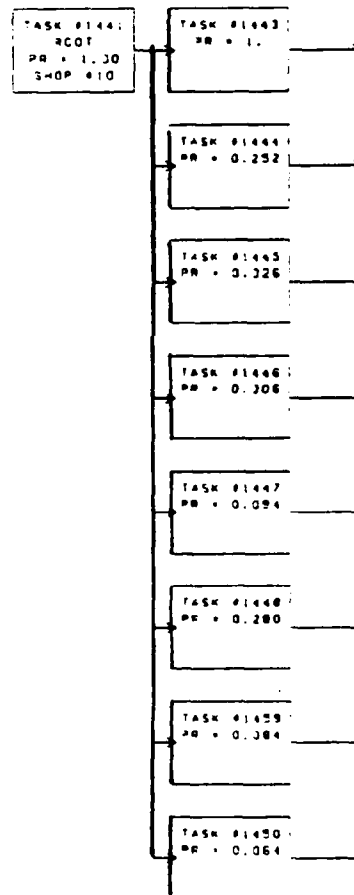 TASK #1441
ROOT
PR = 1.00
SHOP #10
TASK #1443
PR = 1.
TASK #1444
PR = 0.252
TASK #1445
PR = 0.326
TASK #1446
PR = 0.306
TASK #1447
PR = 0.094
TASK #1448
PR = 0.280
TASK #1459
PR = 0.384
TASK #1450
PR = 0.064